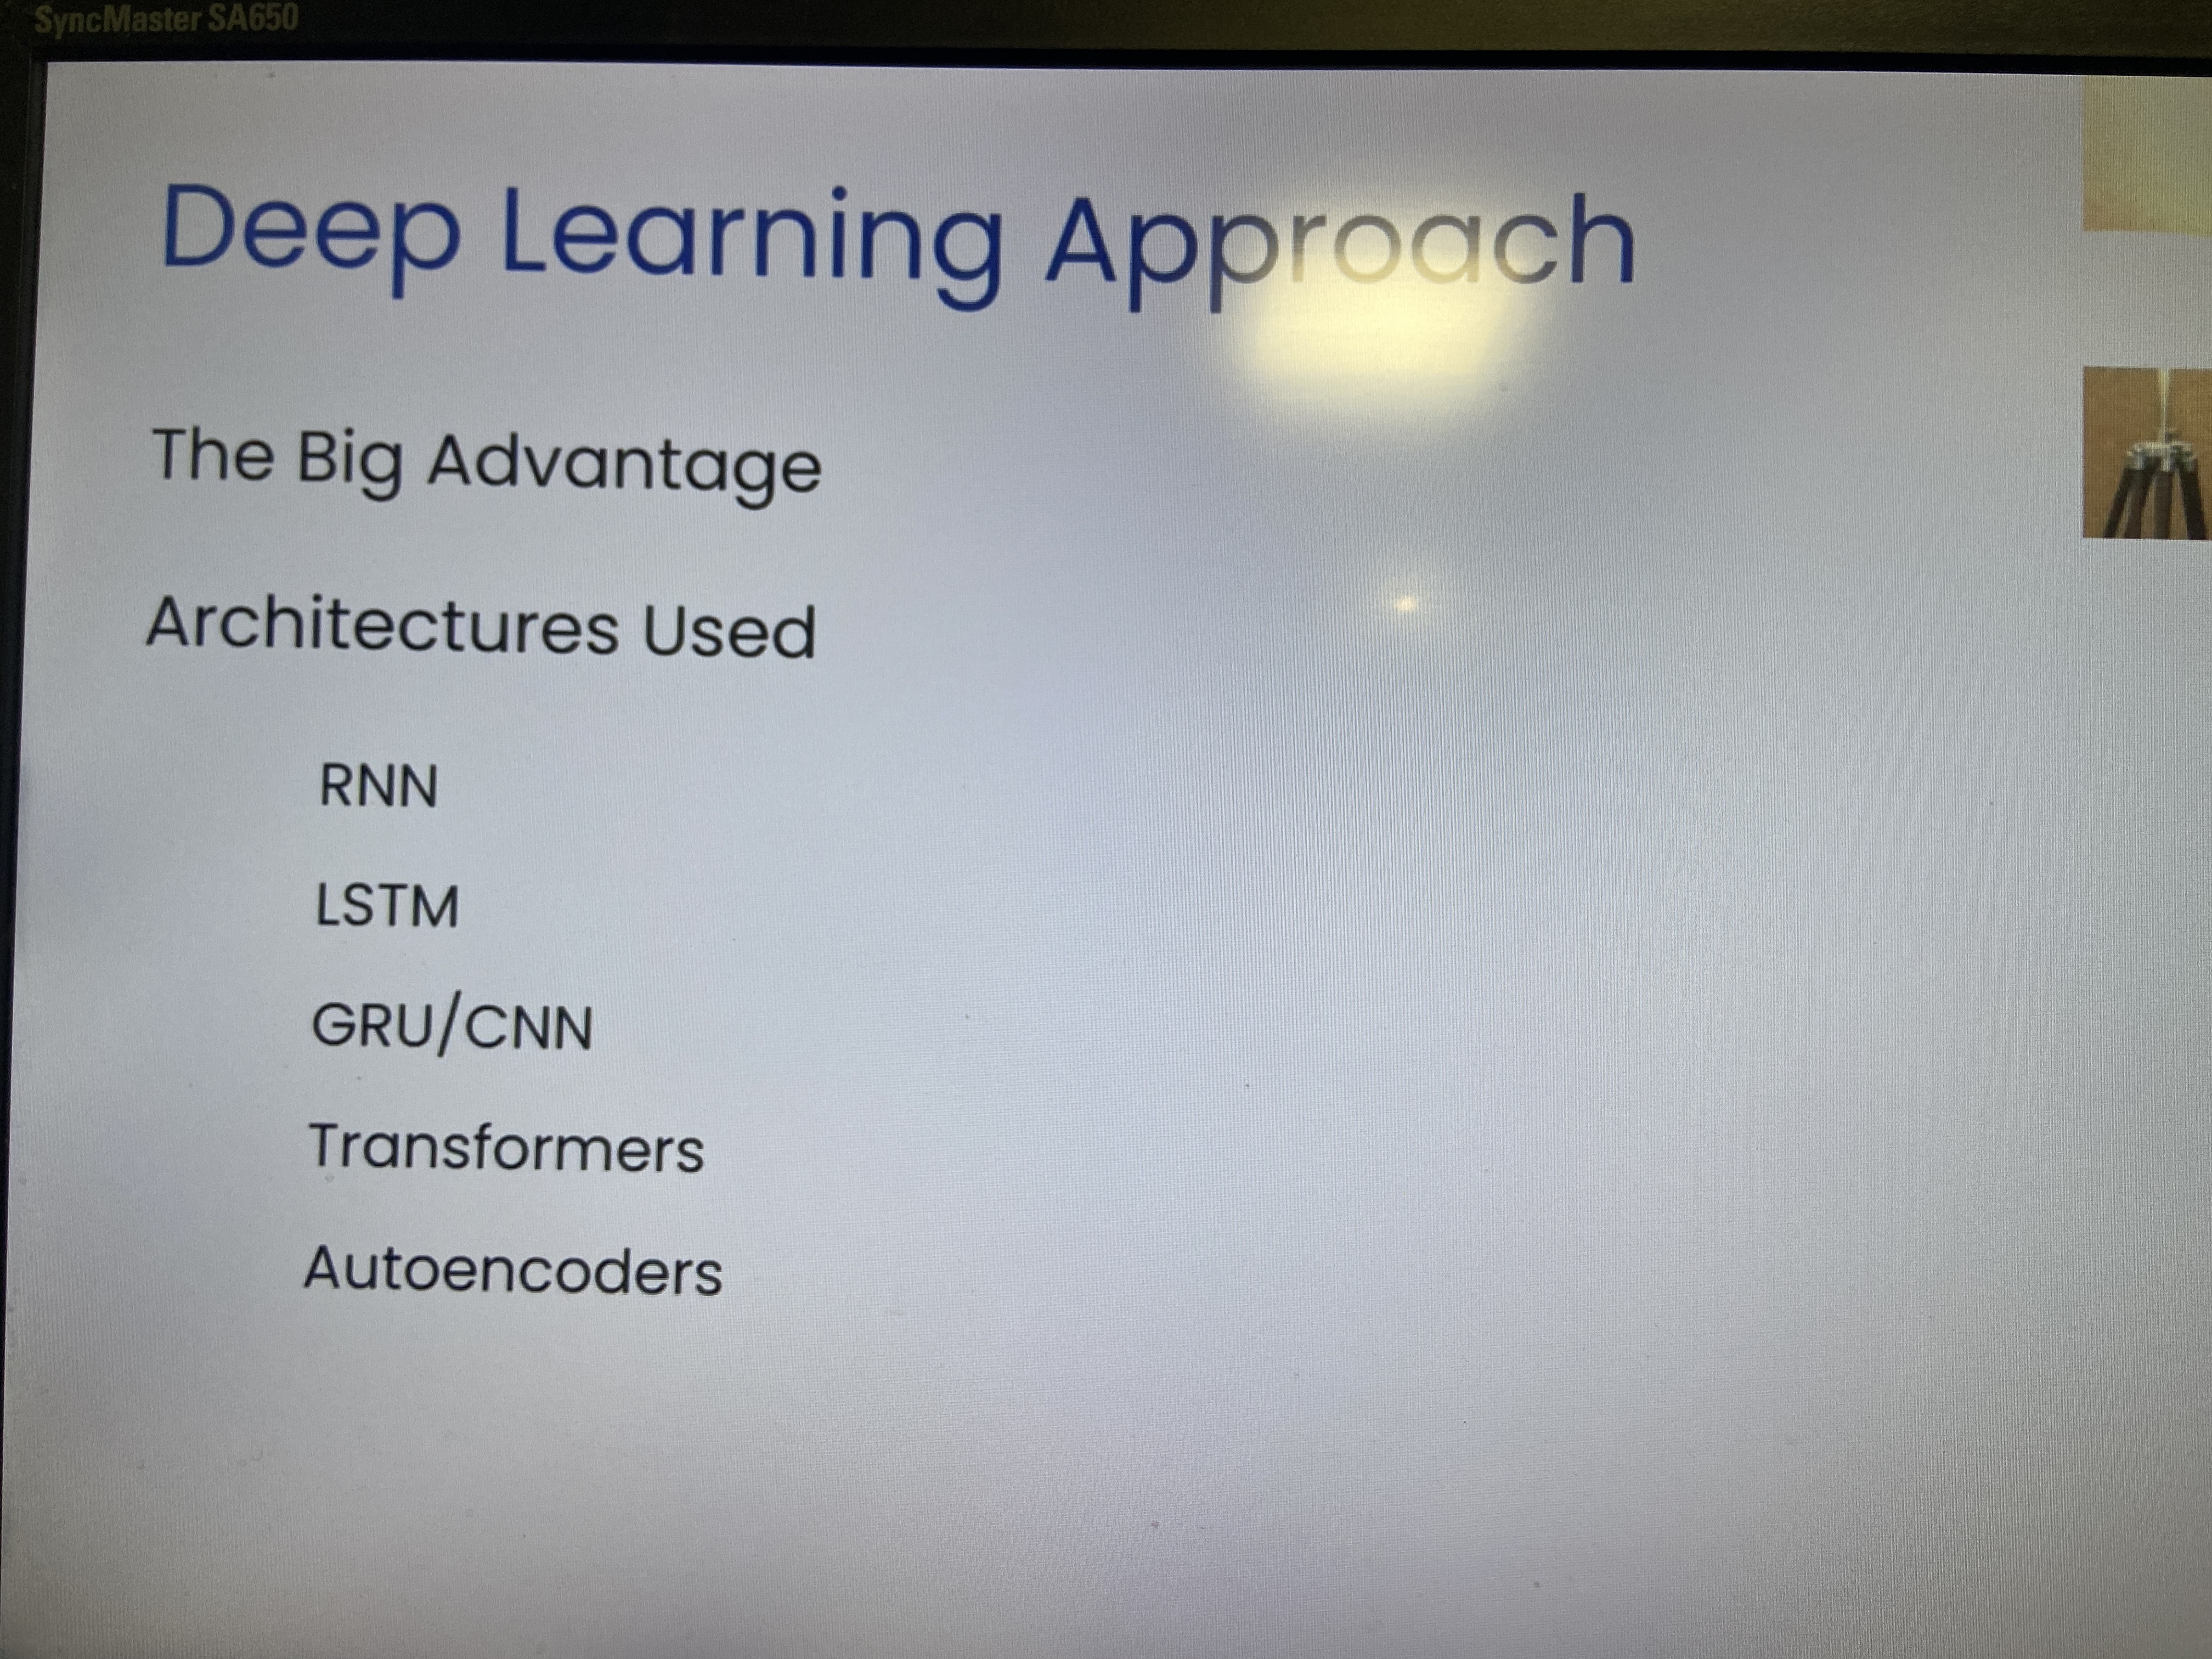 SyncMaster SA650
Deep Learning Approach
The Big Advantage
Architectures Used
RNN
LSTM
GRU/CNN
Transformers
Autoencoders